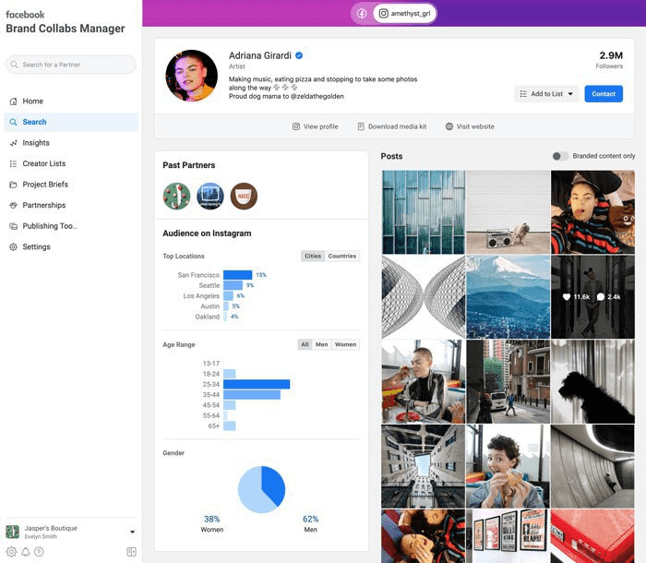 facebook
Brand Collabs Manager
Search for a Partner
Home
Search
Insights
Creator Lists
Project Briefs
Partnerships
Publishing Too...
Settings
Jasper's Boutique
Evelyn Smith
amethyst_grl
Adriana Girardi
Artist
Making music, eating pizza and stopping to take some photos
along the way
Proud dog mama to @zeldathegolden
2.9M
Followers
Add to List
Contact
View profile
Download media kit
Visit website
Past Partners
Audience on Instagram
Top Locations
Cities
Countries
San Francisco 15%
Seattle 9%
Los Angeles 6%
Austin 5%
Oakland 4%
Age Range
All
Men
Women
13-17
18-24
25-34
35-44
45-54
55-64
65+
Gender
38%
Women
62%
Men
Posts
Branded content only
11.6k
2.4k